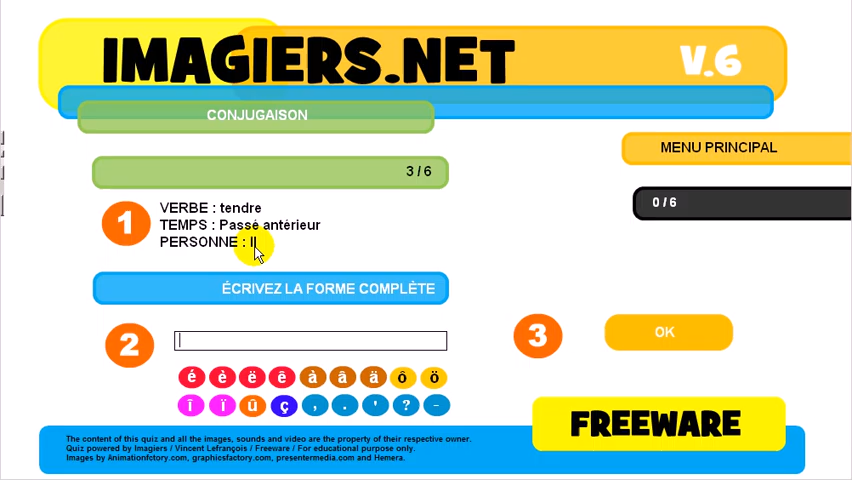 IMAGIERS.NET
V.6
CONJUGAISON
MENU PRINCIPAL
3 / 6
0 / 6
1
VERBE : tendre
TEMPS : Passé antérieur
PERSONNE : Il
ÉCRIVEZ LA FORME COMPLÈTE
2
3
OK
é è ë ê à â ä ô ö
î ï û ç , . ' ? -
FREEWARE
The content of this quiz and all the images, sounds and video are the property of their respective owner.
Quiz powered by Imagiers / Vincent Lefrançois / Freeware / For educational purpose only.
Images by Animationfctory.com, graphicsfactory.com, presentermedia.com and Hemera.